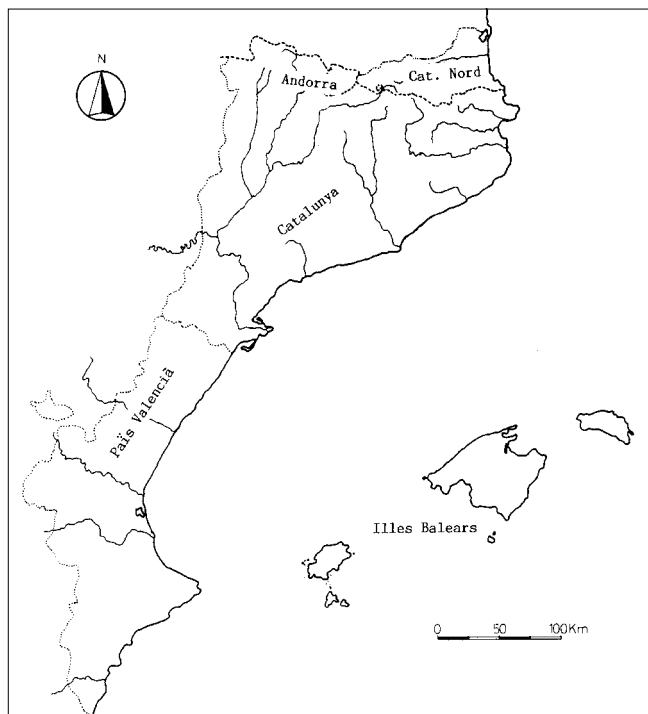 N
Andorra
Cat. Nord
Catalunya
País Valencià
Illes Balears
0 50 100Km